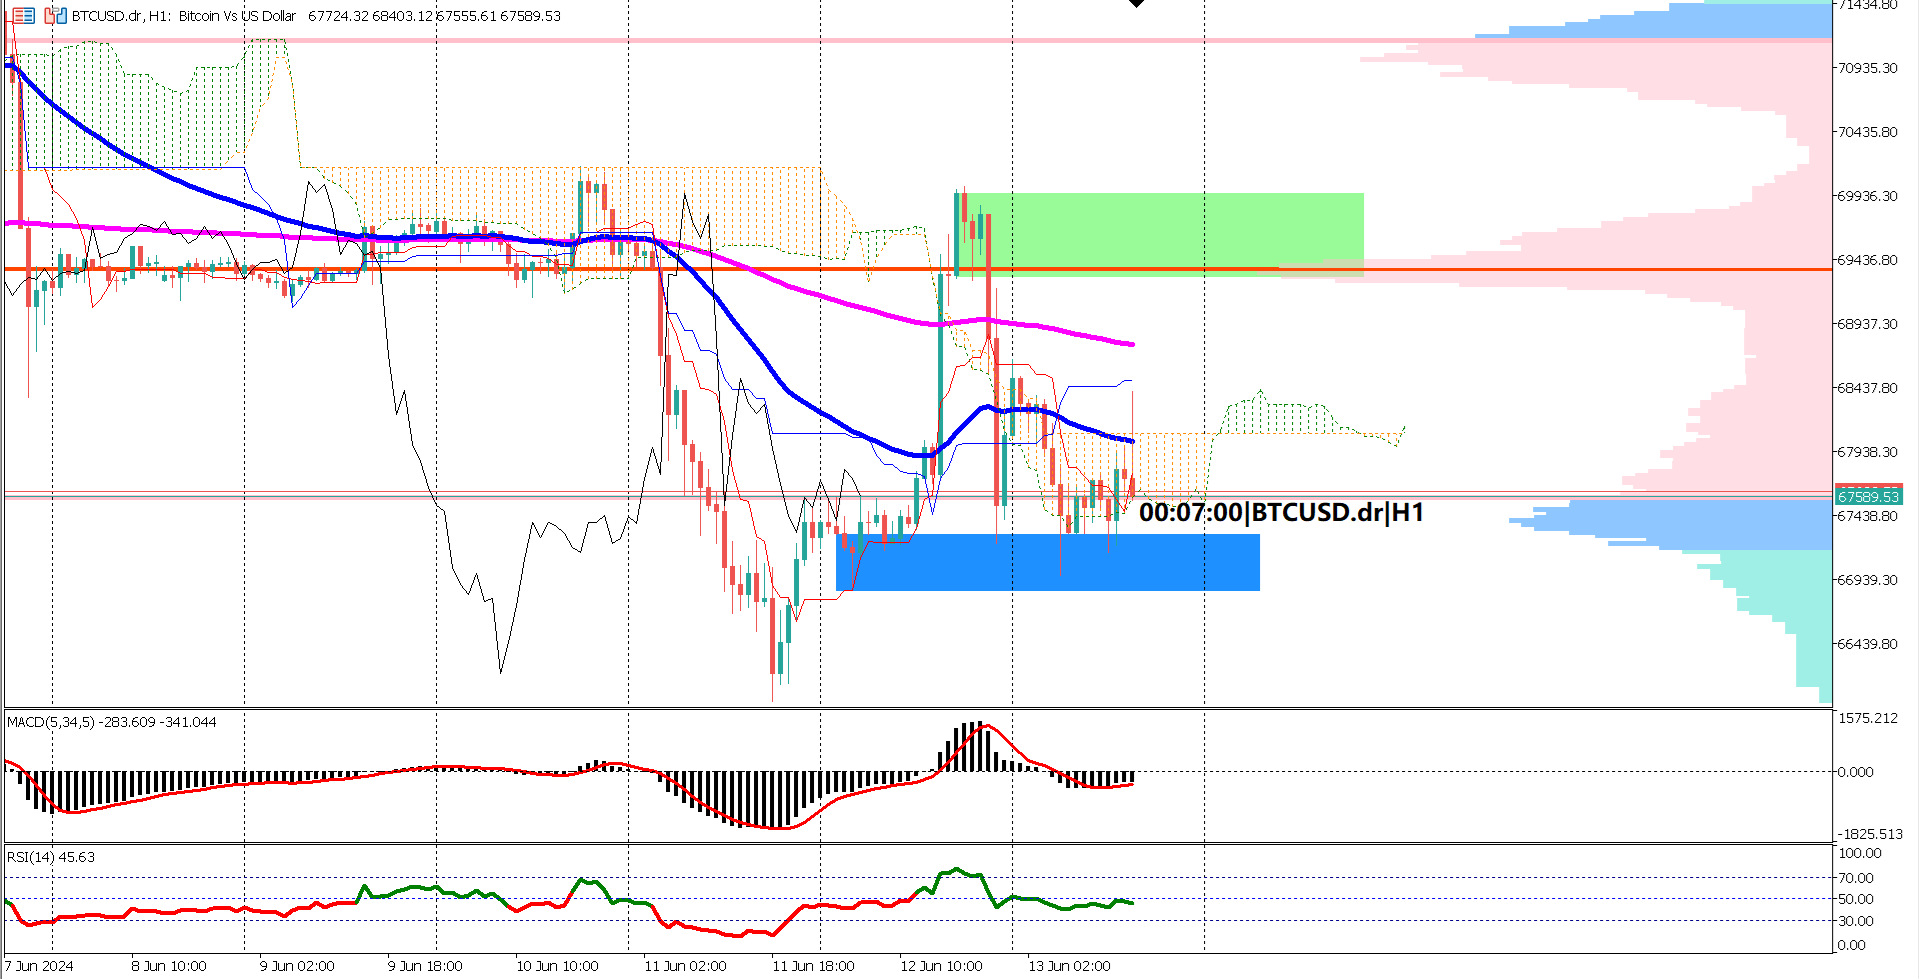 BTCUSD.dr, H1: Bitcoin Vs US Dollar 67724.32 68403.12 67555.61 67589.53
71434.80
70935.30
70435.80
69936.30
69436.80
68937.30
68437.80
67938.30
67589.53
67438.80
66939.30
66439.80
00:07:00|BTCUSD.dr|H1
MACD(5,34,5) -283.609 -341.044
1575.212
0.000
-1825.513
RSI(14) 45.63
100.00
70.00
50.00
30.00
0.00
7 Jun 2024
8 Jun 10:00
9 Jun 02:00
9 Jun 18:00
10 Jun 10:00
11 Jun 02:00
11 Jun 18:00
12 Jun 10:00
13 Jun 02:00